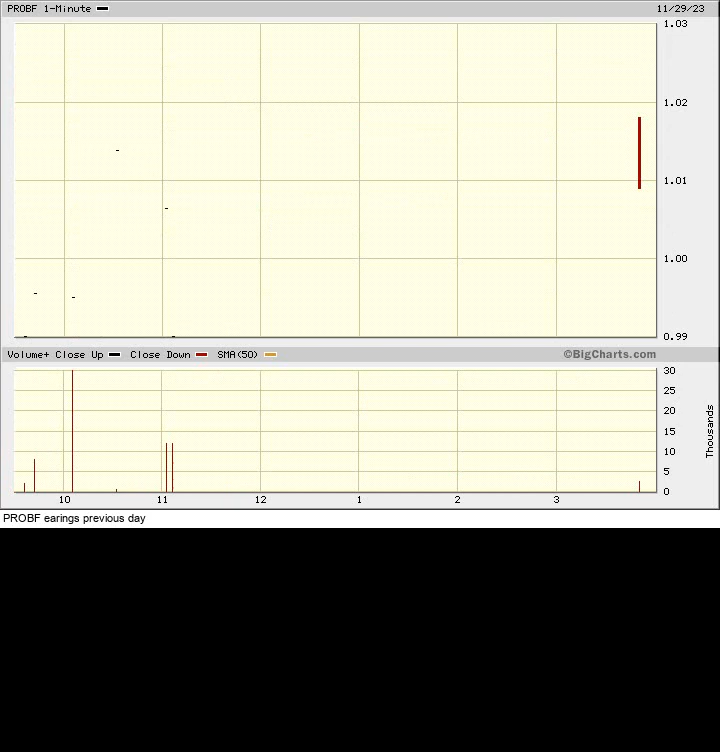 PROBF 1-Minute 11/29/23
1.03
1.02
1.01
1.00
0.99
Volume+ Close Up Close Down SMA(50) ©BigCharts.com
30
25
20
15
10
5
0
Thousands
10 11 12 1 2 3
PROBF earings previous day